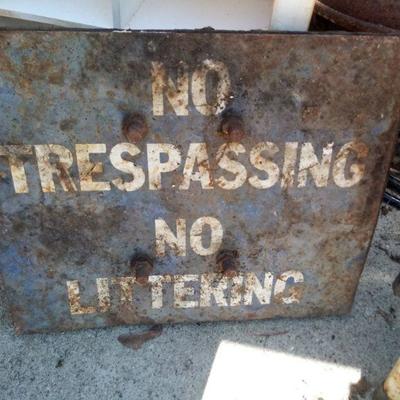 NO
TRESPASSING
NO
LITTERING